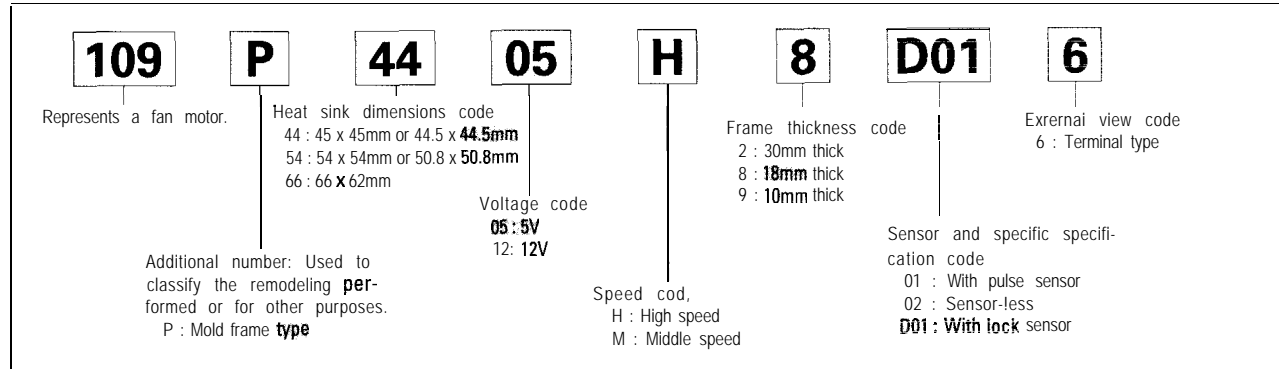 109 P 44 05 H 8 D01 6
Represents a fan motor.
Heat sink dimensions code
44 : 45 x 45mm or 44.5 x 44.5mm
54 : 54 x 54mm or 50.8 x 50.8mm
66 : 66 x 62mm
Frame thickness code
2 : 30mm thick
8 : 18mm thick
9 : 10mm thick
Exrernai view code
6 : Terminal type
Voltage code
05 : 5V
12: 12V
Additional number: Used to
classify the remodeling per-
formed or for other purposes.
P : Mold frame type
Speed cod,
H : High speed
M : Middle speed
Sensor and specific specifi-
cation code
01 : With pulse sensor
02 : Sensor-!ess
D01 : With lock sensor